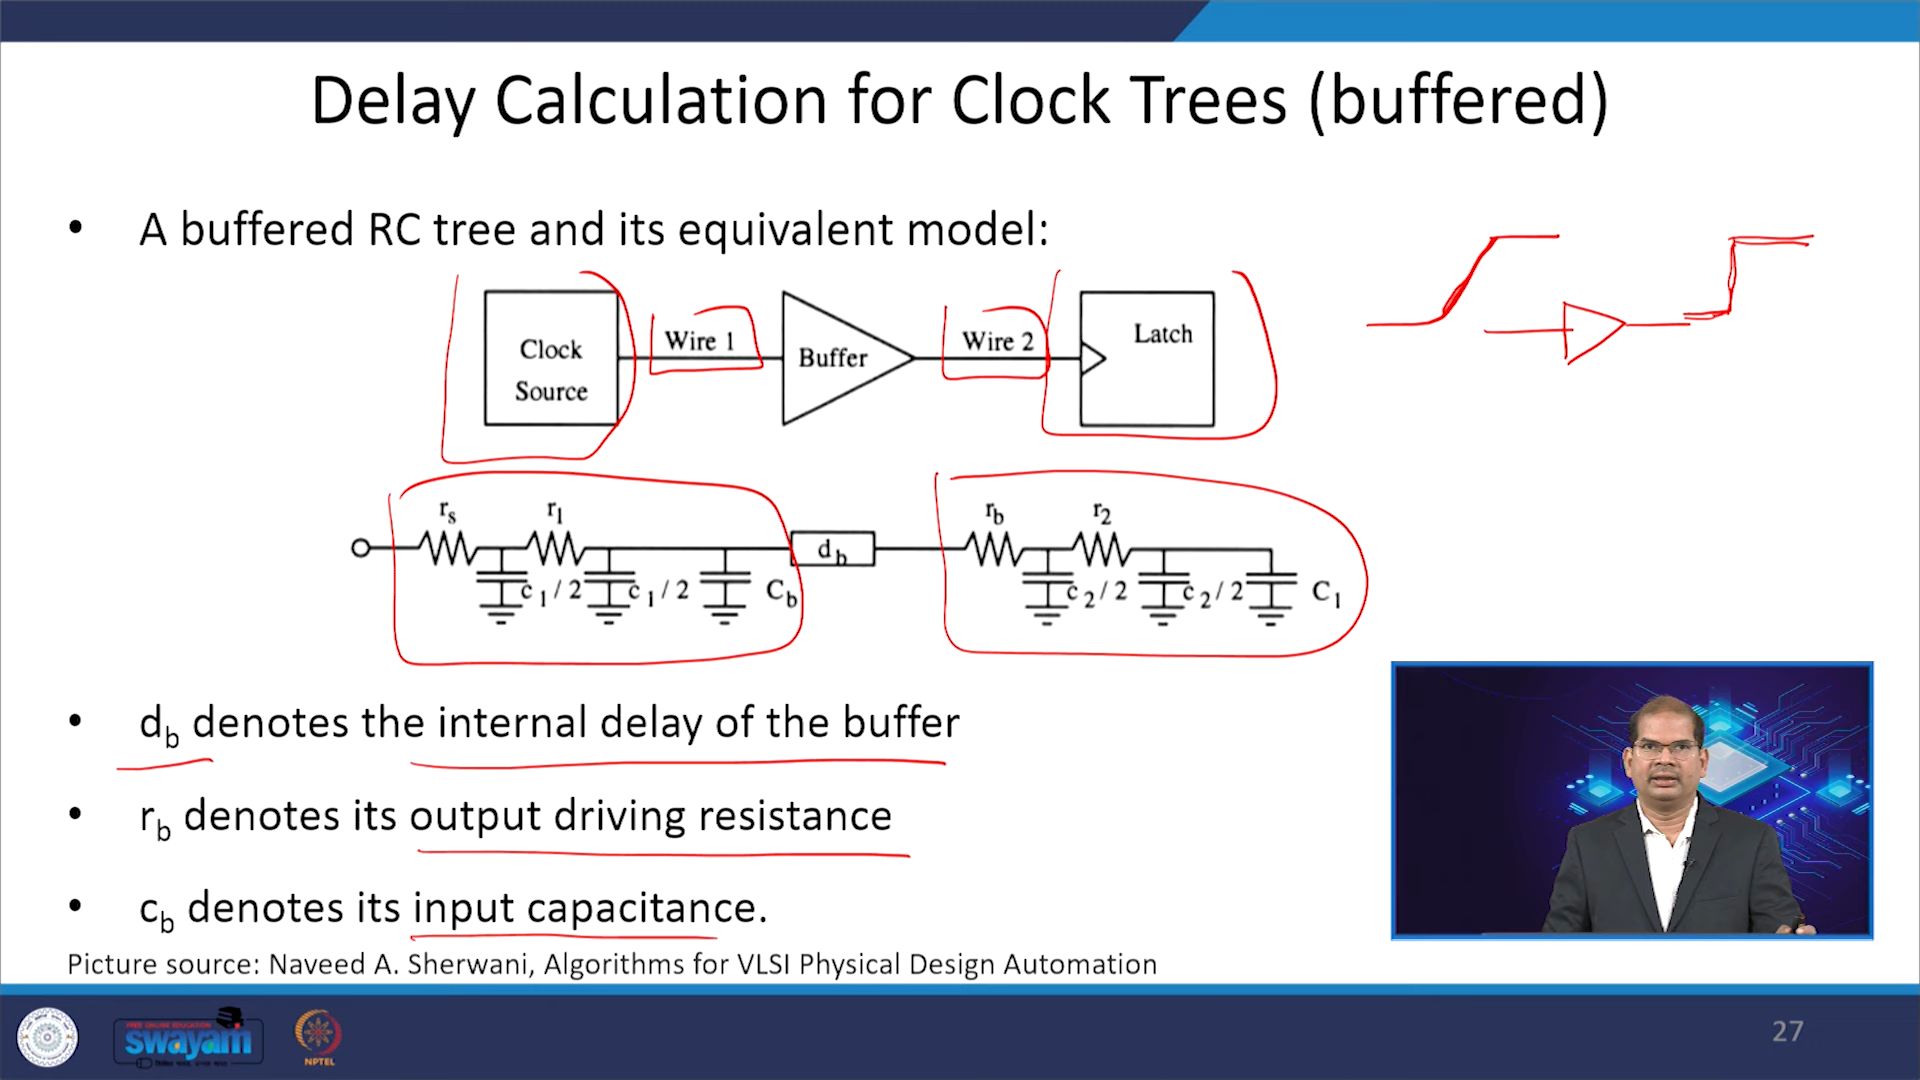 Delay Calculation for Clock Trees (buffered)
• A buffered RC tree and its equivalent model:
Clock Source
Wire 1
Buffer
Wire 2
Latch
rs r1 db rb r2
c1/2 c1/2 Cb c2/2 c2/2 C1
• db denotes the internal delay of the buffer
• rb denotes its output driving resistance
• cb denotes its input capacitance.
Picture source: Naveed A. Sherwani, Algorithms for VLSI Physical Design Automation
FREE ONLINE EDUCATION
swayam
NPTEL
27